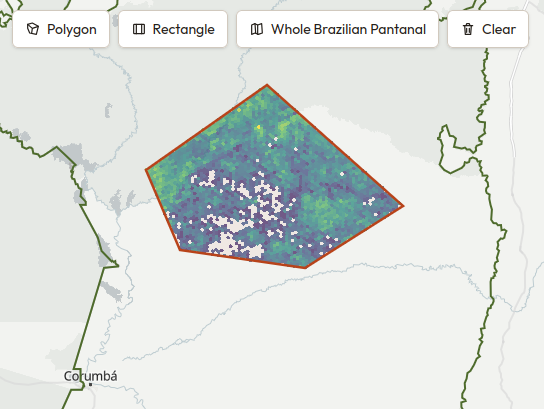 Polygon
Rectangle
Whole Brazilian Pantanal
Clear
Corumbá